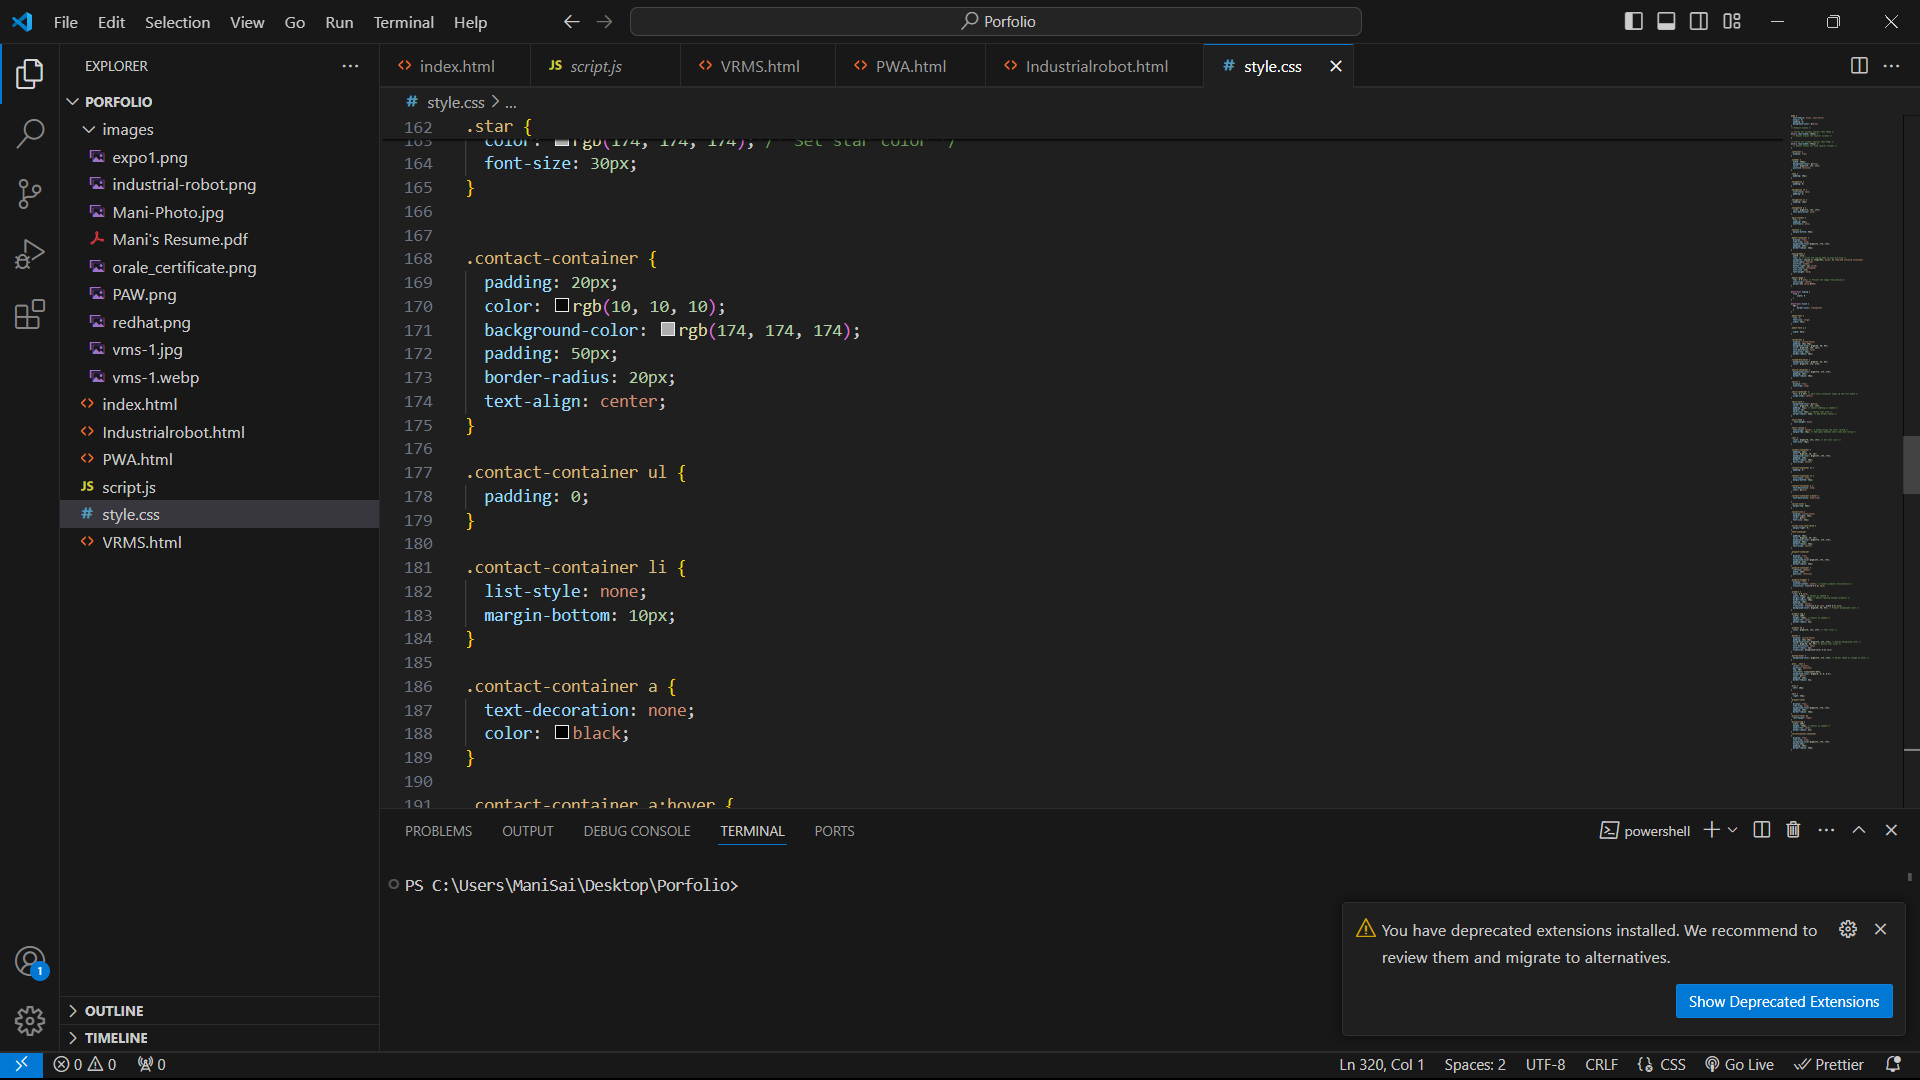 File Edit Selection View Go Run Terminal Help
Porfolio
EXPLORER
PORFOLIO
images
expo1.png
industrial-robot.png
Mani-Photo.jpg
Mani's Resume.pdf
orale_certificate.png
PAW.png
redhat.png
vms-1.jpg
vms-1.webp
index.html
Industrialrobot.html
PWA.html
script.js
style.css
VRMS.html
OUTLINE
TIMELINE
index.html script.js VRMS.html PWA.html Industrialrobot.html style.css
style.css > ...
162 .star {
163 color: rgb(174, 174, 174); /* Set star color */
164 font-size: 30px;
165 }
166
167
168 .contact-container {
169 padding: 20px;
170 color: rgb(10, 10, 10);
171 background-color: rgb(174, 174, 174);
172 padding: 50px;
173 border-radius: 20px;
174 text-align: center;
175 }
176
177 .contact-container ul {
178 padding: 0;
179 }
180
181 .contact-container li {
182 list-style: none;
183 margin-bottom: 10px;
184 }
185
186 .contact-container a {
187 text-decoration: none;
188 color: black;
189 }
190
191 .contact-container a:hover {
PROBLEMS OUTPUT DEBUG CONSOLE TERMINAL PORTS
powershell
PS C:\Users\ManiSai\Desktop\Porfolio>
You have deprecated extensions installed. We recommend to
review them and migrate to alternatives.
Show Deprecated Extensions
1
0 0 0
Ln 320, Col 1 Spaces: 2 UTF-8 CRLF {} CSS Go Live Prettier